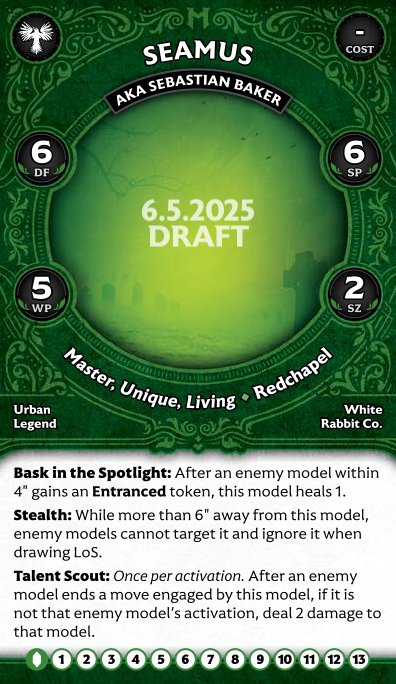 -
COST
SEAMUS
AKA SEBASTIAN BAKER
6
DF
6
SP
6.5.2025
DRAFT
5
WP
2
SZ
Master, Unique, Living ◆ Redchapel
Urban
Legend
White
Rabbit Co.
Bask in the Spotlight: After an enemy model within
4" gains an Entranced token, this model heals 1.
Stealth: While more than 6" away from this model,
enemy models cannot target it and ignore it when
drawing LoS.
Talent Scout: Once per activation. After an enemy
model ends a move engaged by this model, if it is
not that enemy model's activation, deal 2 damage to
that model.
1 2 3 4 5 6 7 8 9 10 11 12 13